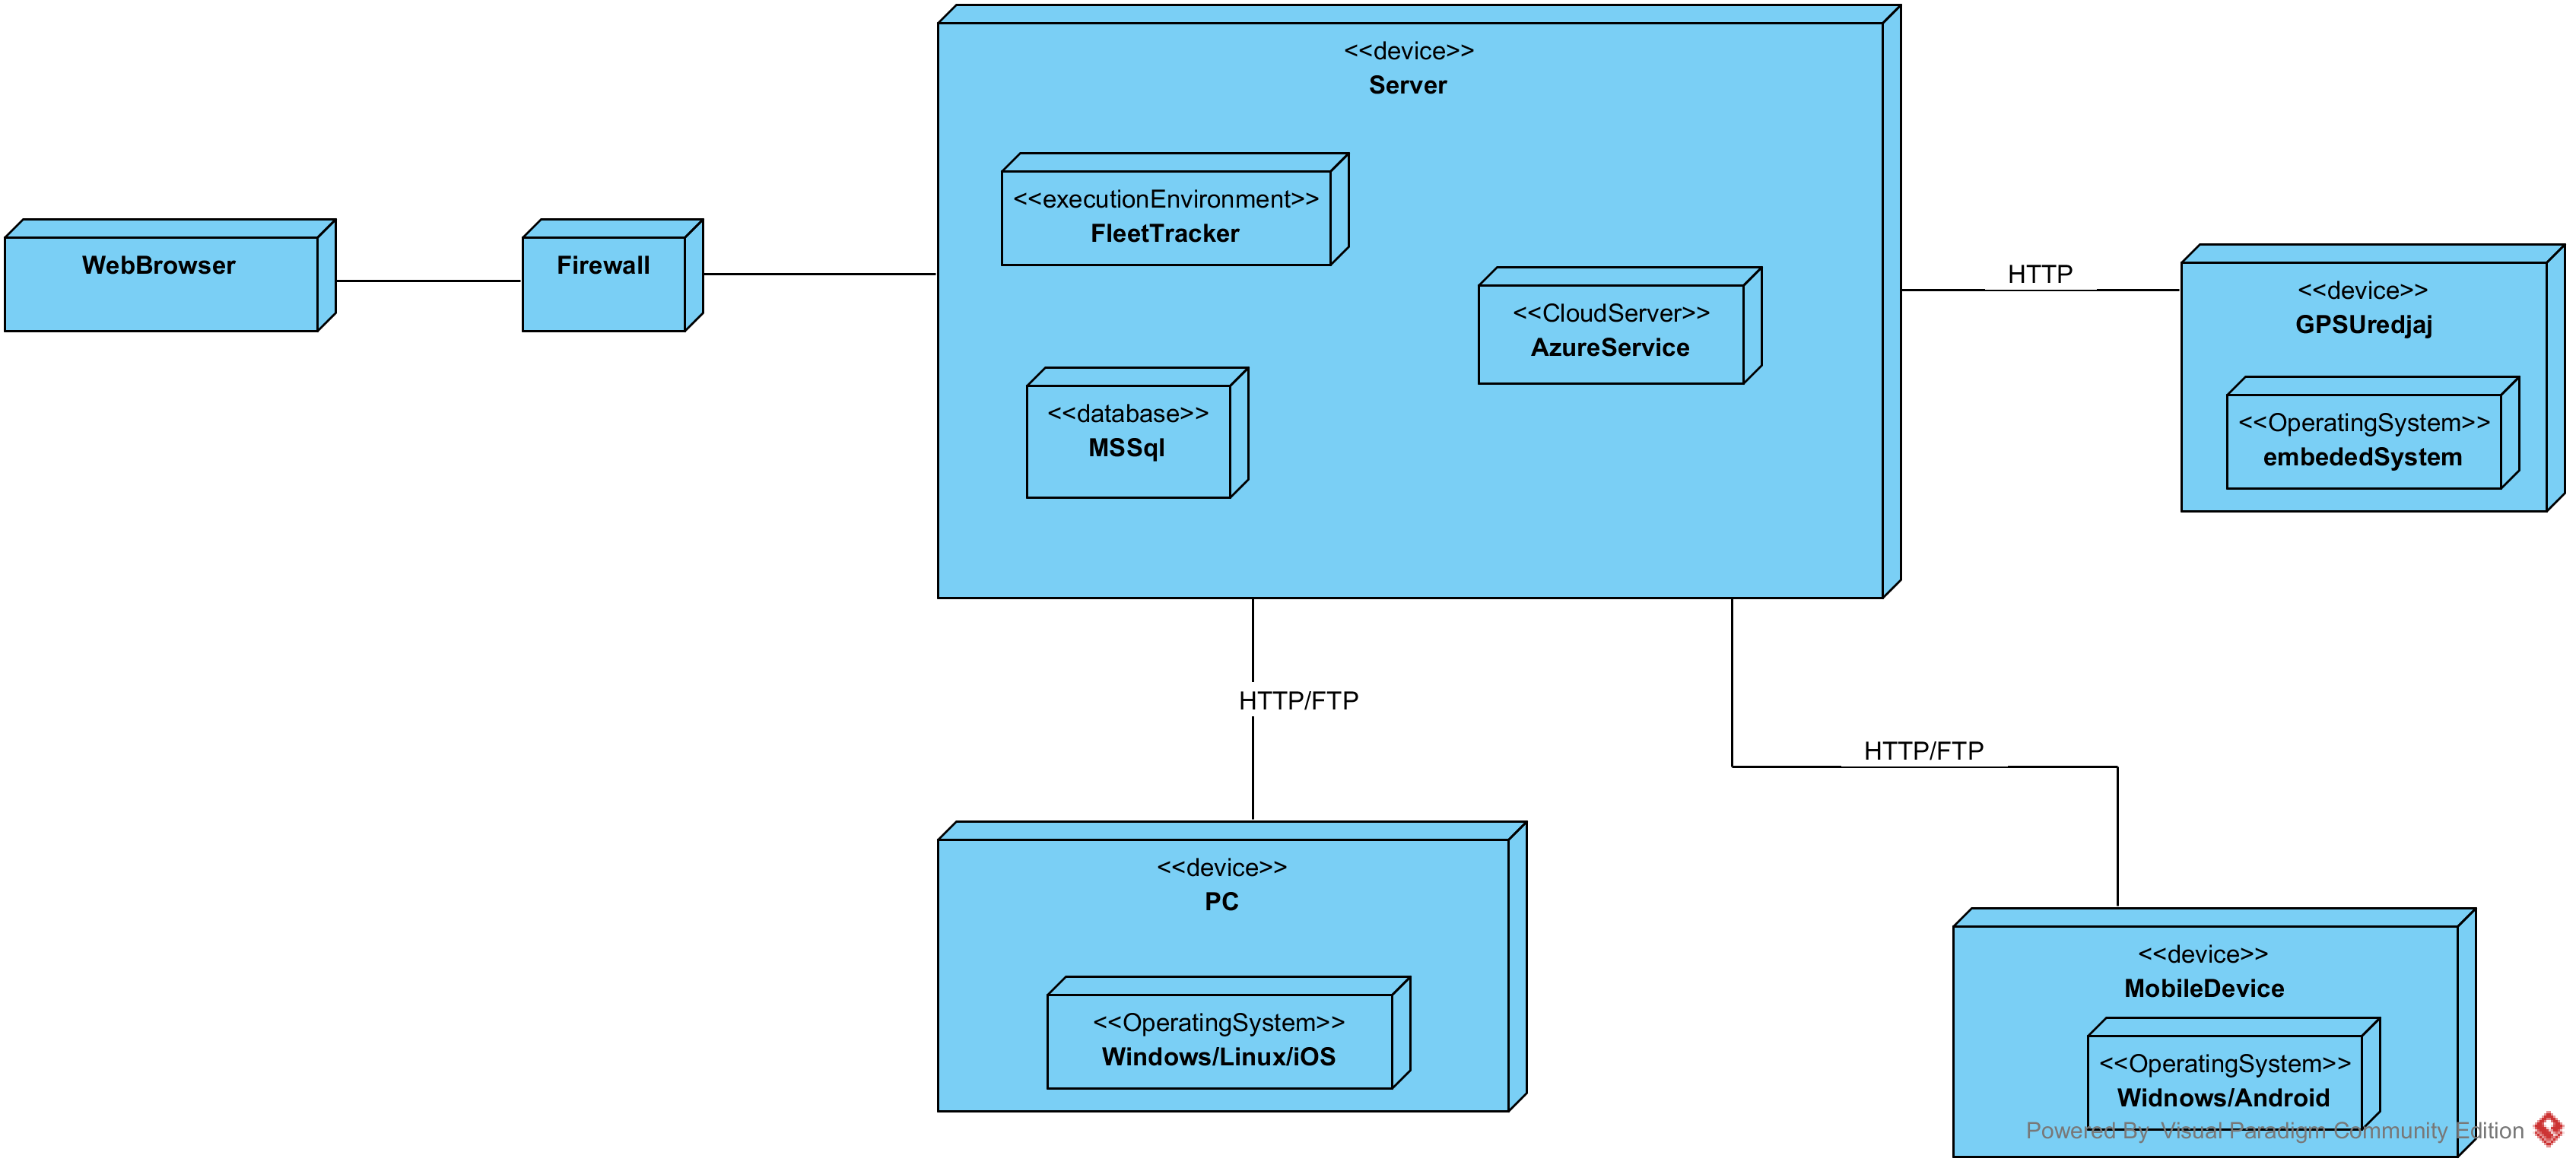 <<device>>
Server
<<executionEnvironment>>
FleetTracker
WebBrowser
Firewall
<<CloudServer>>
AzureService
HTTP
<<device>>
GPSUredjaj
<<database>>
MSSql
<<OperatingSystem>>
embededSystem
HTTP/FTP
HTTP/FTP
<<device>>
PC
<<OperatingSystem>>
Windows/Linux/iOS
<<device>>
MobileDevice
<<OperatingSystem>>
Widnows/Android
Powered By Visual Paradigm Community Edition